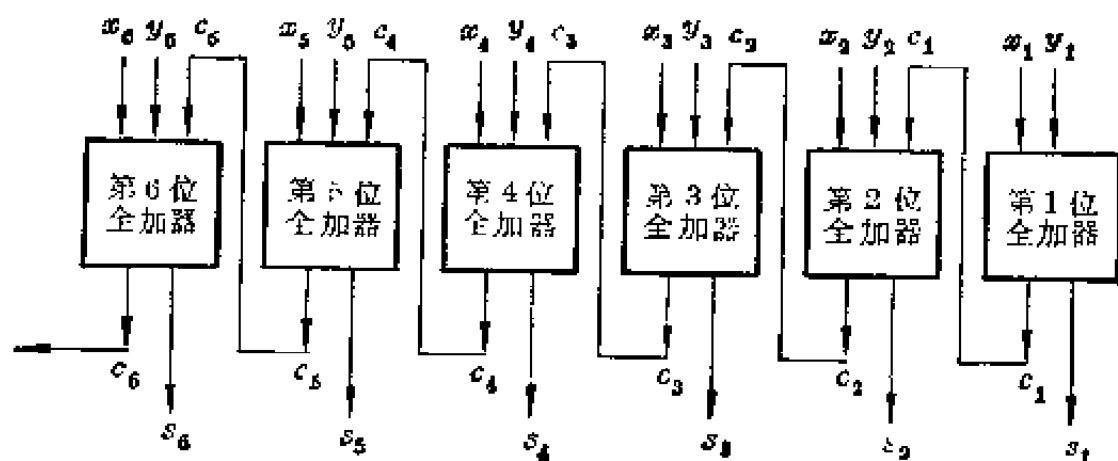 x₆ y₆ c₅ x₅ y₅ c₄ x₄ y₄ c₃ x₃ y₃ c₂ x₂ y₂ c₁ x₁ y₁
第6位 第5位 第4位 第3位 第2位 第1位
全加器 全加器 全加器 全加器 全加器 全加器
c₆ c₅ c₄ c₃ c₂ c₁
s₆ s₅ s₄ s₃ s₂ s₁